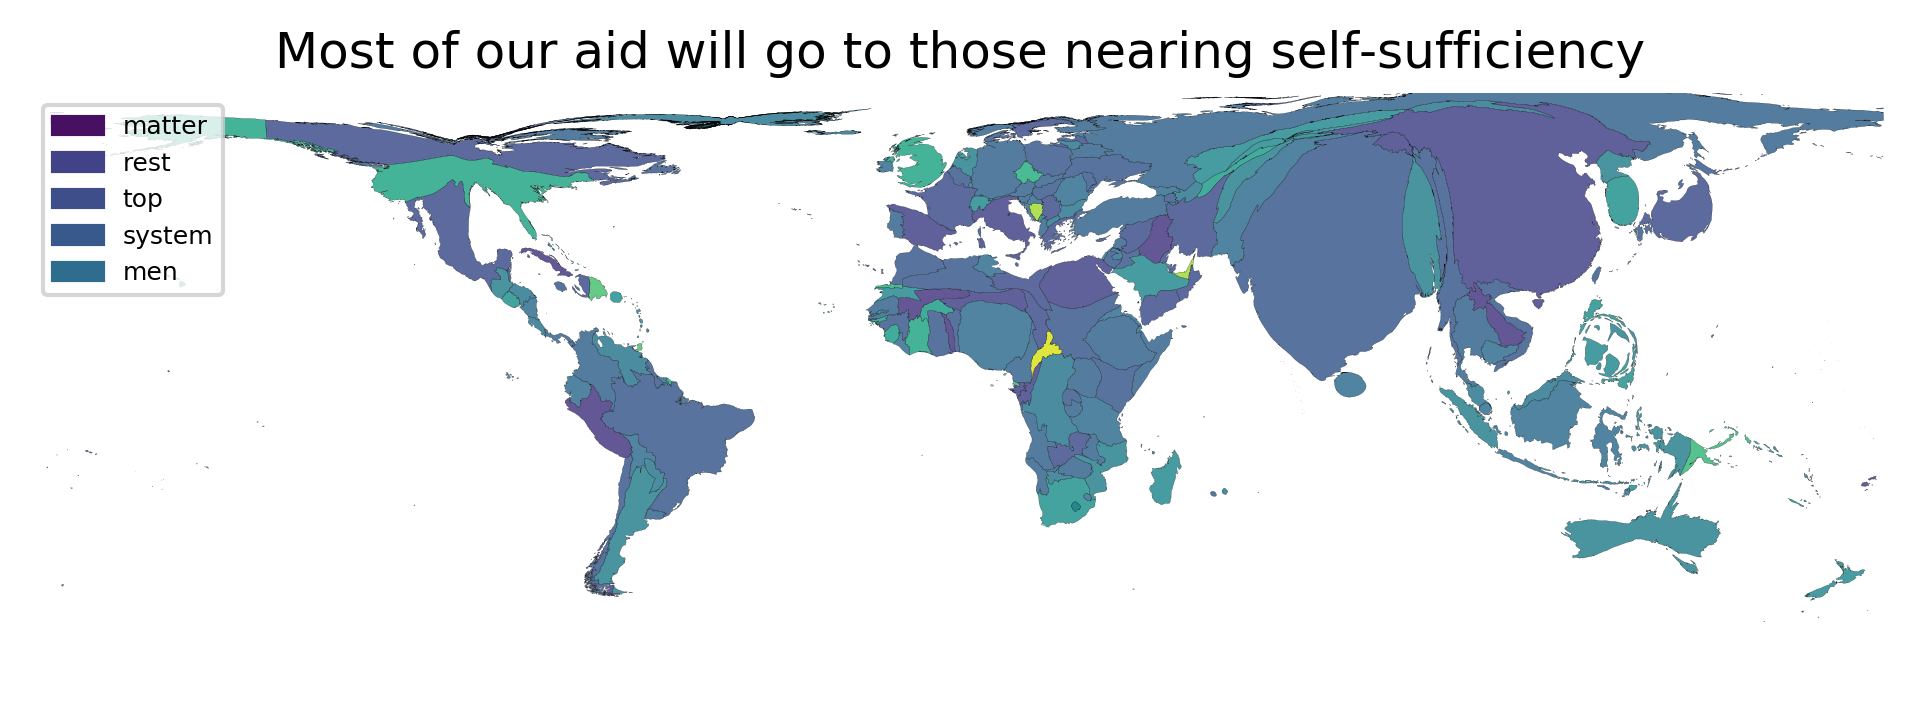 Most of our aid will go to those nearing self-sufficiency
matter
rest
top
system
men